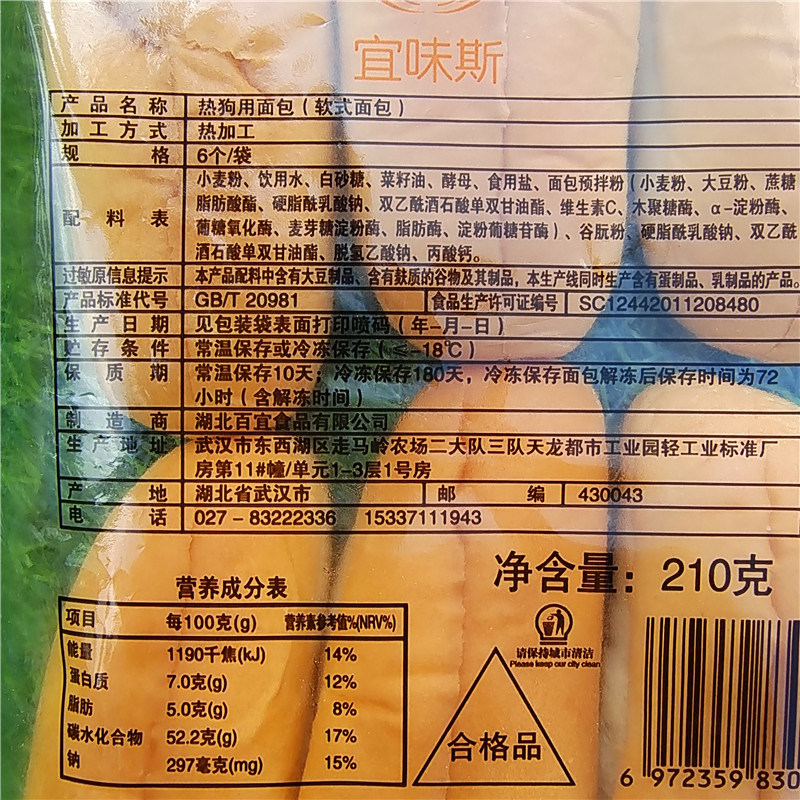 宜味斯
产品名称 热狗用面包（软式面包）
加工方式 热加工
规格 6个/袋
小麦粉、饮用水、白砂糖、菜籽油、酵母、食用盐、面包预拌粉（小麦粉、大豆粉、蔗糖
脂肪酸酯、硬脂酰乳酸钠、双乙酰酒石酸单双甘油酯、维生素C、木聚糖酶、α-淀粉酶、
配料表 葡糖氧化酶、麦芽糖淀粉酶、脂肪酶、淀粉葡糖苷酶）、谷朊粉、硬脂酰乳酸钠、双乙酰
酒石酸单双甘油酯、脱氢乙酸钠、丙酸钙。
过敏原信息提示 本产品配料中含有大豆制品、含有麸质的谷物及其制品，本生产线同时生产含有蛋制品、乳制品的产品。
产品标准代号 GB/T 20981 食品生产许可证编号 SC12442011208480
生产日期 见包装袋表面打印喷码（年-月-日）
贮存条件 常温保存或冷冻保存（≤-18℃）
保质期 常温保存10天；冷冻保存180天，冷冻保存面包解冻后保存时间为72
小时（含解冻时间）
制造商 湖北百宜食品有限公司
生产地址 武汉市东西湖区走马岭农场二大队三队天龙都市工业园轻工业标准厂
房第11#幢/单元1-3层1号房
产地 湖北省武汉市 邮编 430043
电话 027-83222336 15337111943
净含量：210克
营养成分表
项目 每100克(g) 营养素参考值%(NRV%)
能量 1190千焦(kJ) 14%
蛋白质 7.0克(g) 12%
脂肪 5.0克(g) 8%
碳水化合物 52.2克(g) 17%
钠 297毫克(mg) 15%
请保持城市清洁
Please keep our city clean
合格品
6 972359 830